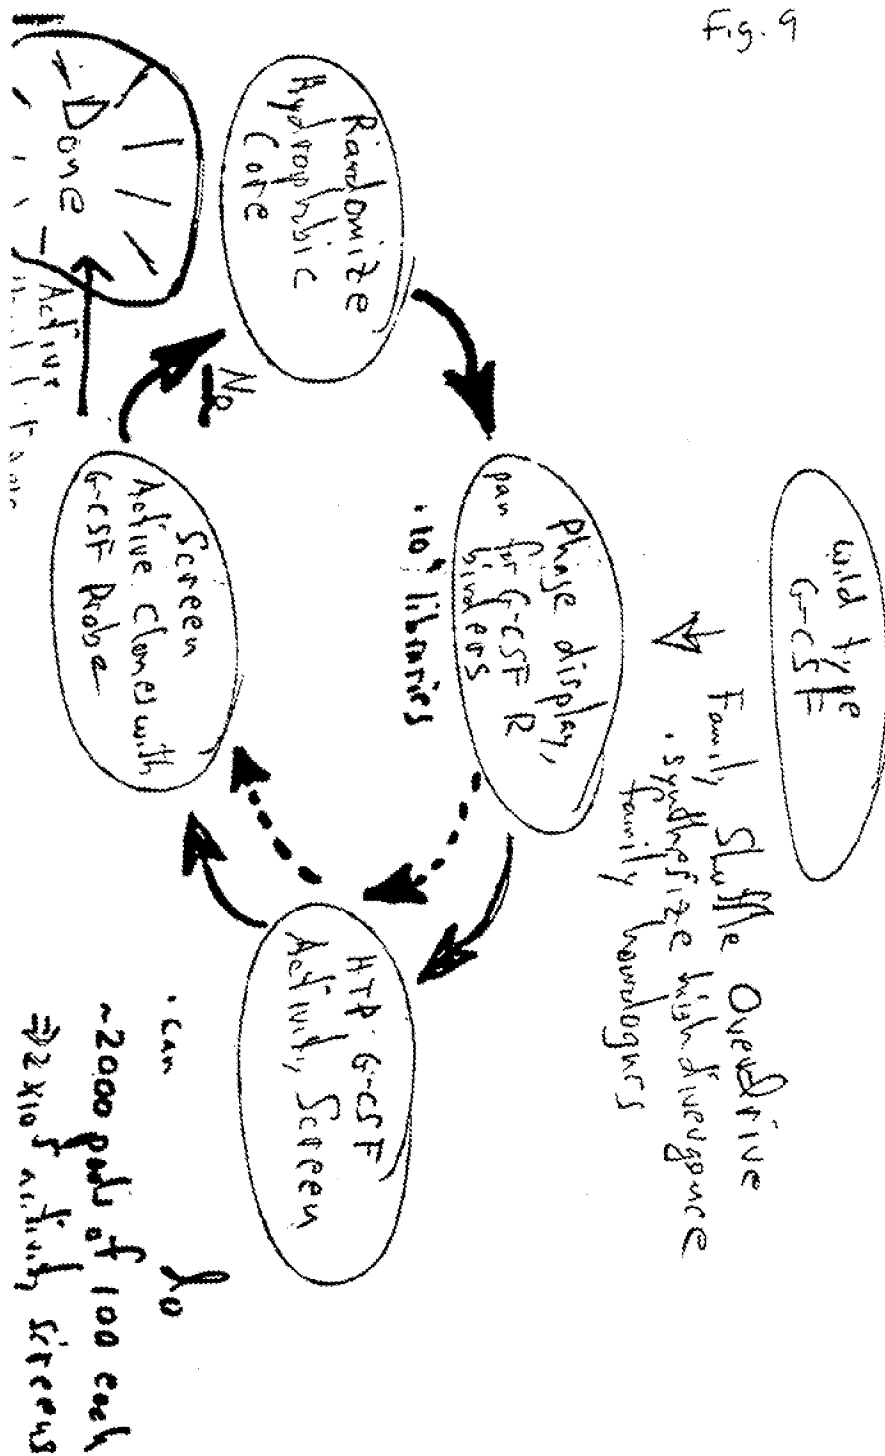 Fig. 9
wild type
G-CSF
Family Shuffle Overdrive
. synthesize high divergence
family homologues
Phage display,
pan for G-CSF R
binders
libraries
Randomize
Hydrophobic
Core
HTP G-CSF
Activity Screen
. can do
~2000 pools of 100 each
activity screens
Screen
Active Clones with
G-CSF Probe
No
Done
Active